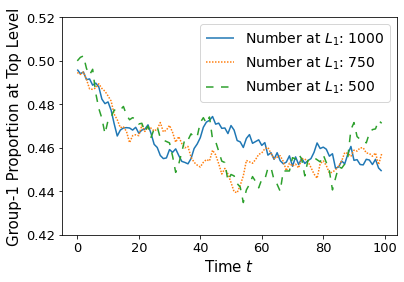 Group-1 Proportion at Top Level
0.52
0.50
0.48
0.46
0.44
0.42
Number at L₁: 1000
Number at L₁: 750
Number at L₁: 500
0 20 40 60 80 100
Time t